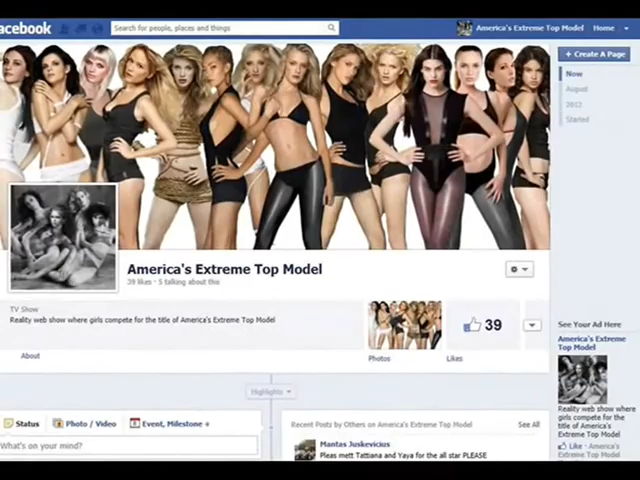 acebook
Search for people, places and things
America's Extreme Top Model
Home
+ Create A Page
Now
August
2012
Started
America's Extreme Top Model
39 likes · 5 talking about this
TV Show
Reality web show where girls compete for the title of America's Extreme Top Model
About
Photos
39
Likes
Highlights
See Your Ad Here
America's Extreme
Top Model
Reality web show where
girls compete for the
title of America's
Extreme Top Model
Like · America's
Status
Photo / Video
Event, Milestone +
What's on your mind?
Recent Posts by Others on America's Extreme Top Model
See All
Mantas Juskevicius
Pleas mett Tattiana and Yaya for the all star PLEASE